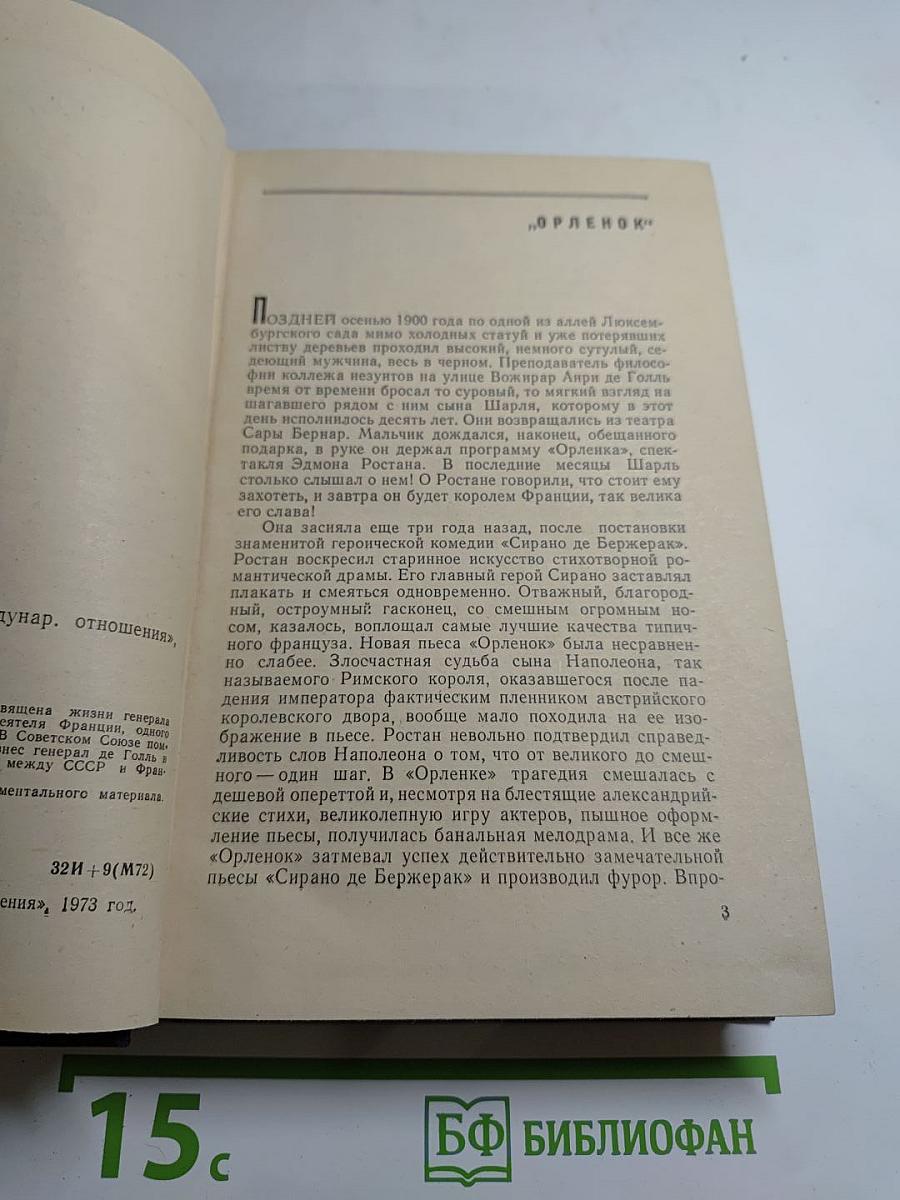 дунар. отношения»,
вящена жизни генерала
еятеля Франции, одного
В Советском Союзе пом-
нес генерал де Голль в
между СССР и Фран-
ментального материала.
32И+9(М72)
ения», 1973 год.
„ОРЛЕНОК“
ПОЗДНЕЙ осенью 1900 года по одной из аллей Люксем-
бургского сада мимо холодных статуй и уже потерявших
листву деревьев проходил высокий, немного сутулый, се-
деющий мужчина, весь в черном. Преподаватель филосо-
фии коллежа иезуитов на улице Вожирар Анри де Голль
время от времени бросал то суровый, то мягкий взгляд на
шагавшего рядом с ним сына Шарля, которому в этот
день исполнилось десять лет. Они возвращались из театра
Сары Бернар. Мальчик дождался, наконец, обещанного
подарка, в руке он держал программу «Орленка», спек-
такля Эдмона Ростана. В последние месяцы Шарль
столько слышал о нем! О Ростане говорили, что стоит ему
захотеть, и завтра он будет королем Франции, так велика
его слава!
Она засияла еще три года назад, после постановки
знаменитой героической комедии «Сирано де Бержерак».
Ростан воскресил старинное искусство стихотворной ро-
мантической драмы. Его главный герой Сирано заставлял
плакать и смеяться одновременно. Отважный, благород-
ный, остроумный гасконец, со смешным огромным но-
сом, казалось, воплощал самые лучшие качества типич-
ного француза. Новая пьеса «Орленок» была несравнен-
но слабее. Злосчастная судьба сына Наполеона, так
называемого Римского короля, оказавшегося после па-
дения императора фактическим пленником австрийского
королевского двора, вообще мало походила на ее изо-
бражение в пьесе. Ростан невольно подтвердил справед-
ливость слов Наполеона о том, что от великого до смеш-
ного — один шаг. В «Орленке» трагедия смешалась с
дешевой опереттой и, несмотря на блестящие александрий-
ские стихи, великолепную игру актеров, пышное оформ-
ление пьесы, получилась банальная мелодрама. И все же
«Орленок» затмевал успех действительно замечательной
пьесы «Сирано де Бержерак» и производил фурор. Впро-
3
15 с
БФ БИБЛИОФАН